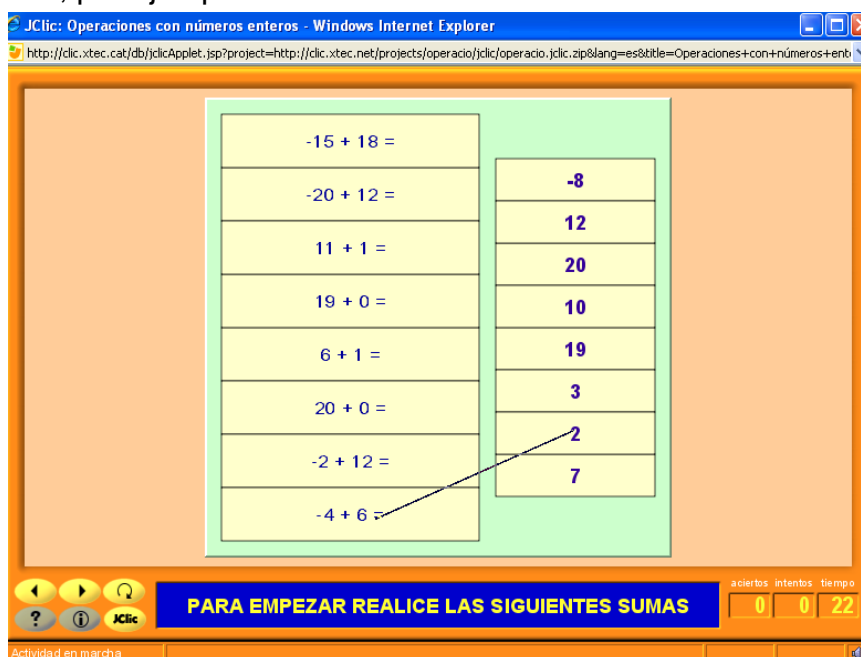 JClic: Operaciones con números enteros - Windows Internet Explorer
http://clic.xtec.cat/db/jclicApplet.jsp?project=http://clic.xtec.net/projects/operacio/jclic/operacio.jclic.zip&lang=es&title=Operaciones+con+números+ent
-15 + 18 =
-20 + 12 =
11 + 1 =
19 + 0 =
6 + 1 =
20 + 0 =
-2 + 12 =
-4 + 6 =
-8
12
20
10
19
3
2
7
PARA EMPEZAR REALICE LAS SIGUIENTES SUMAS
aciertos intentos tiempo
0 0 22
? i JClic
Actividad en marcha